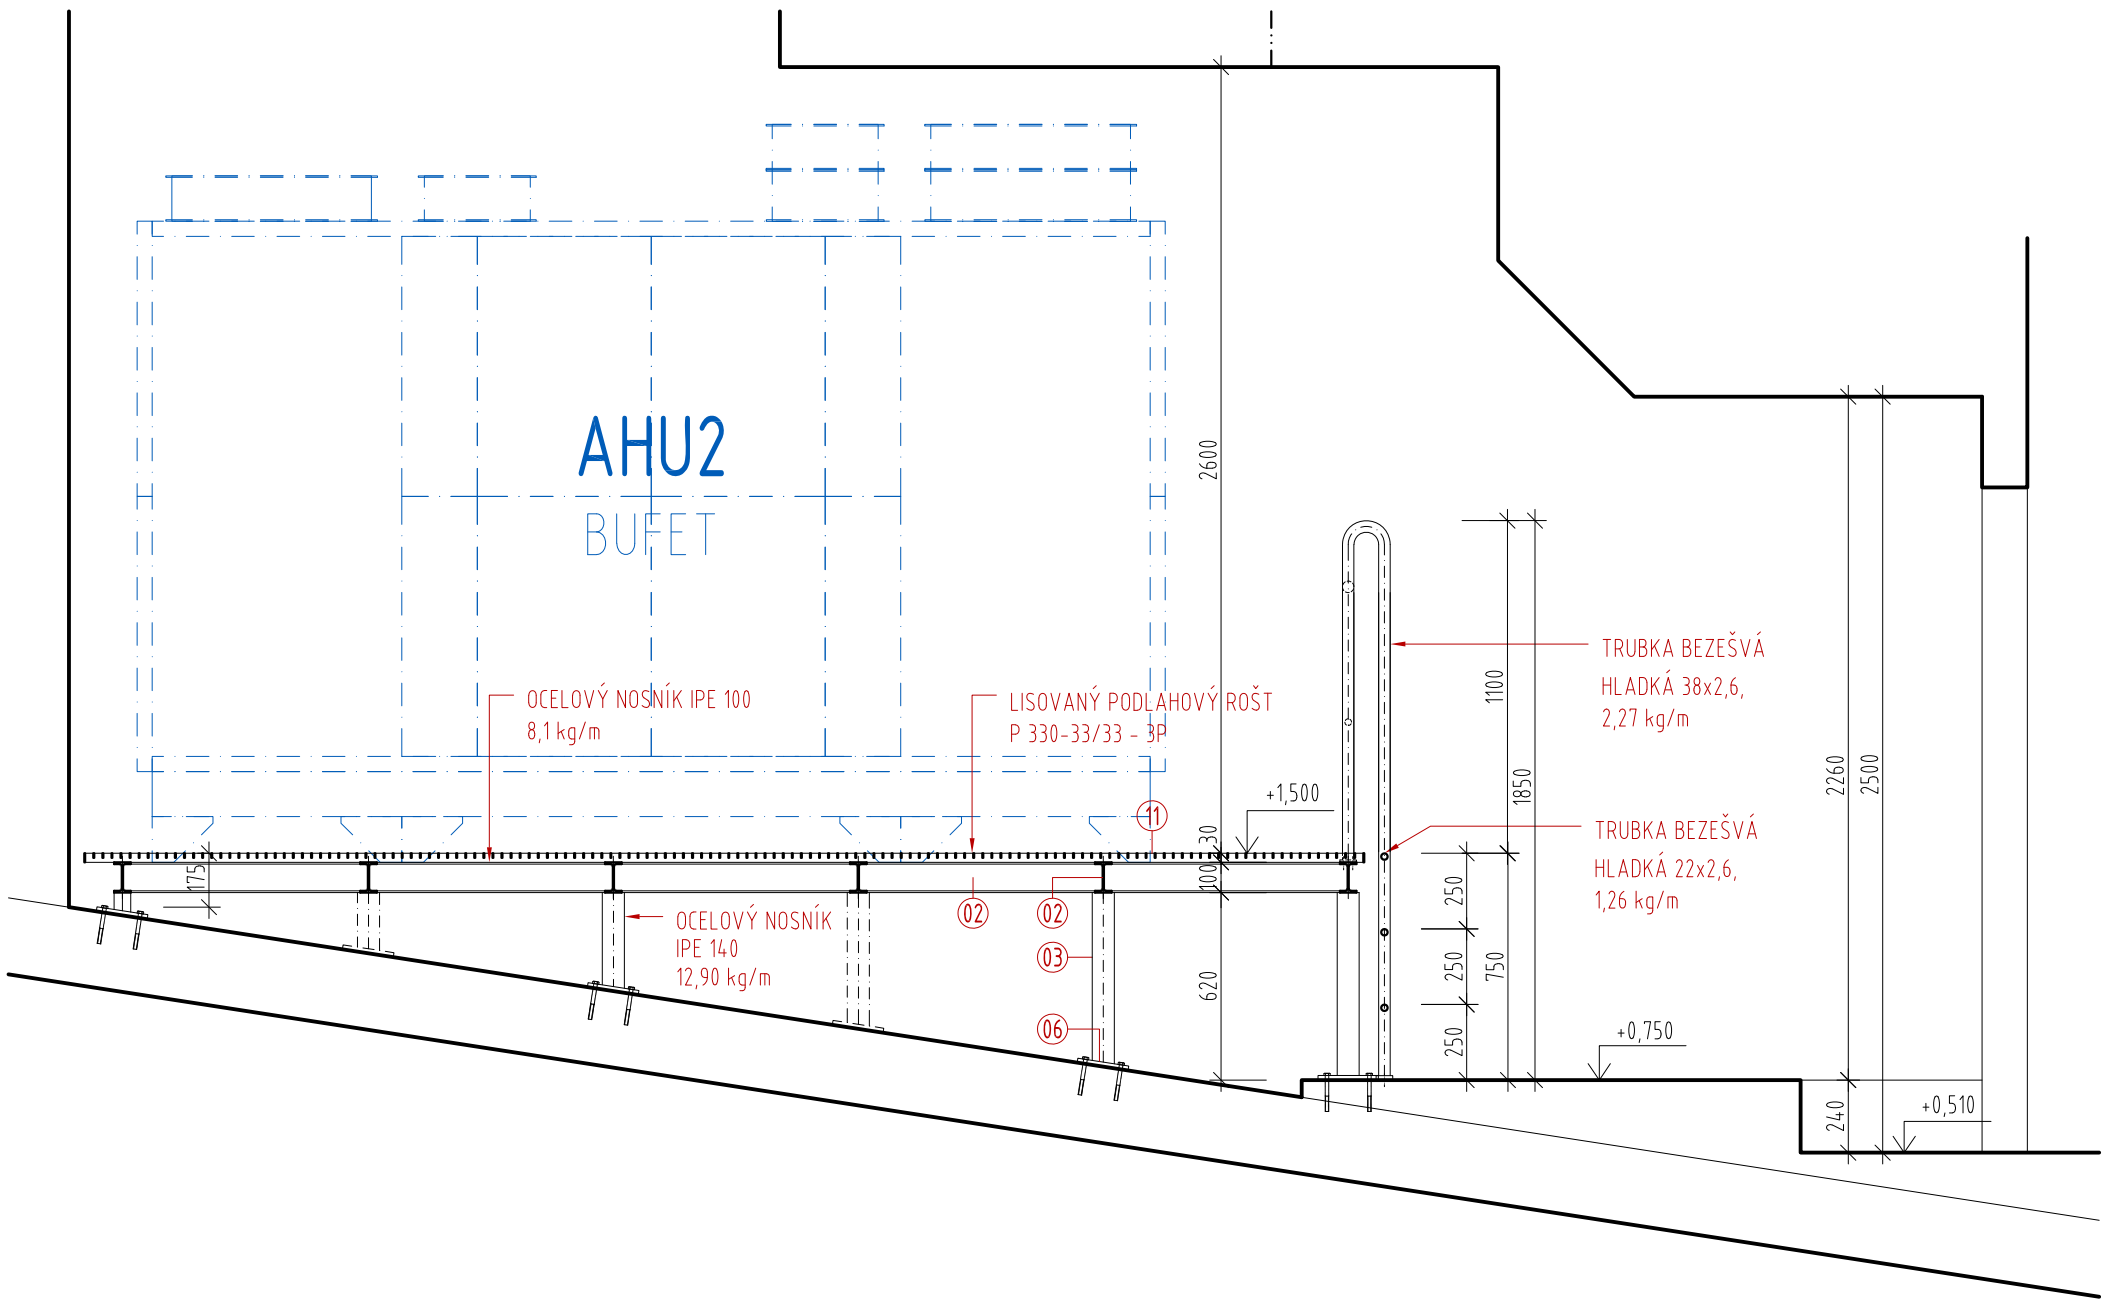 AHU2
BUFET
2600
OCELOVÝ NOSNÍK IPE 100
8,1 kg/m
LISOVANÝ PODLAHOVÝ ROŠT
P 330-33/33 - 3P
TRUBKA BEZEŠVÁ
HLADKÁ 38x2,6,
2,27 kg/m
1100
1850
2260
2500
+1,500
11
30
TRUBKA BEZEŠVÁ
HLADKÁ 22x2,6,
1,26 kg/m
175
100
250
02
02
OCELOVÝ NOSNÍK
IPE 140
12,90 kg/m
03
620
250
750
06
250
+0,750
240
+0,510